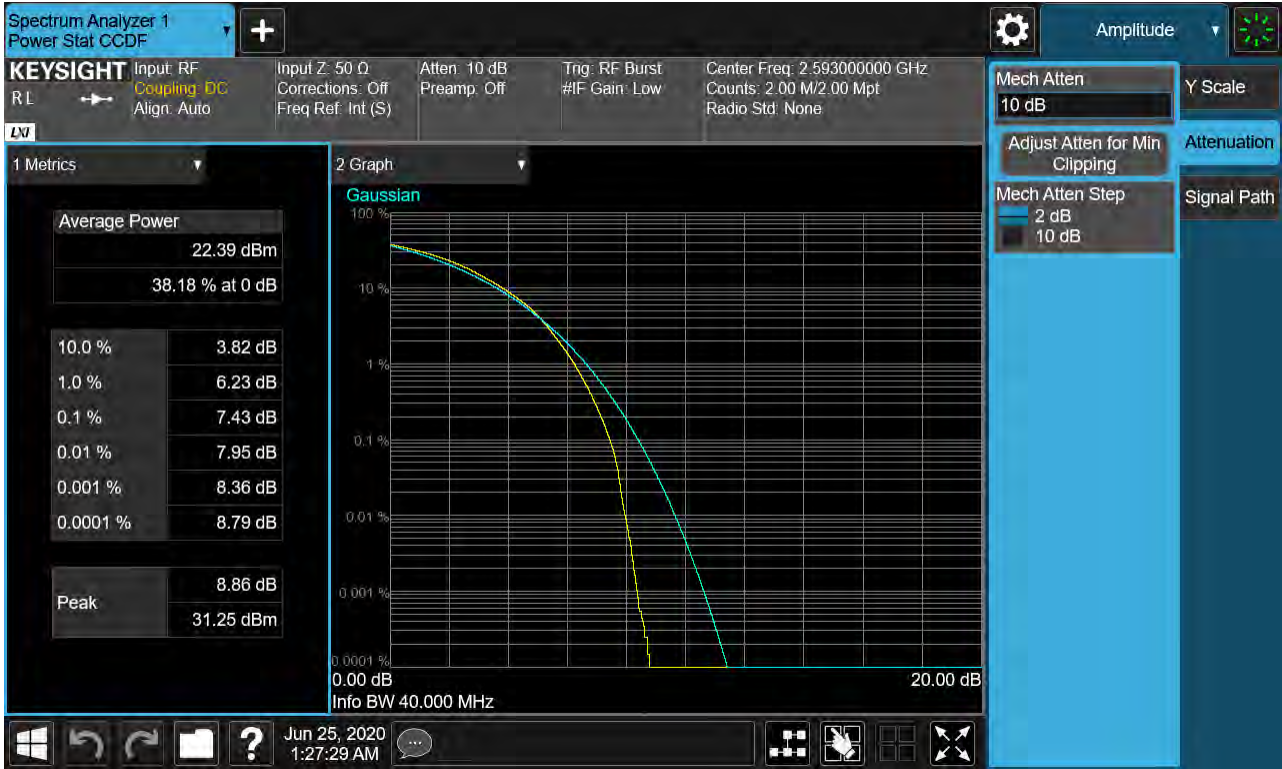 Spectrum Analyzer 1
Power Stat CCDF
Amplitude
KEYSIGHT
RL
LXI
Input: RF
Coupling: DC
Align: Auto
Input Z: 50 Ω
Corrections: Off
Freq Ref: Int (S)
Atten: 10 dB
Preamp: Off
Trig: RF Burst
#IF Gain: Low
Center Freq: 2.593000000 GHz
Counts: 2.00 M/2.00 Mpt
Radio Std: None
Mech Atten
10 dB
Adjust Atten for Min
Clipping
Mech Atten Step
2 dB
10 dB
Y Scale
Attenuation
Signal Path
1 Metrics
Average Power
22.39 dBm
38.18 % at 0 dB
10.0 % 3.82 dB
1.0 % 6.23 dB
0.1 % 7.43 dB
0.01 % 7.95 dB
0.001 % 8.36 dB
0.0001 % 8.79 dB
Peak
8.86 dB
31.25 dBm
2 Graph
Gaussian
100 %
10 %
1 %
0.1 %
0.01 %
0.001 %
0.0001 %
0.00 dB 20.00 dB
Info BW 40.000 MHz
Jun 25, 2020
1:27:29 AM